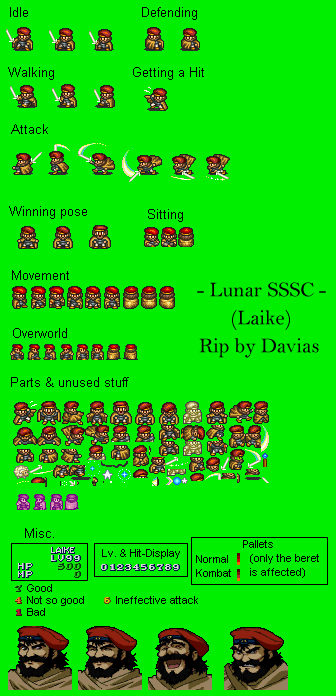 Idle
Defending
Walking
Getting a Hit
Attack
Winning pose
Sitting
Movement
- Lunar SSSC -
(Laike)
Rip by Davias
Overworld
Parts & unused stuff
Misc.
LAIKE
LV99
HP 500
MP 0
Lv. & Hit-Display
0123456789
Pallets
Normal
(only the beret
Kombat
is affected)
Good
Not so good
Ineffective attack
Bad